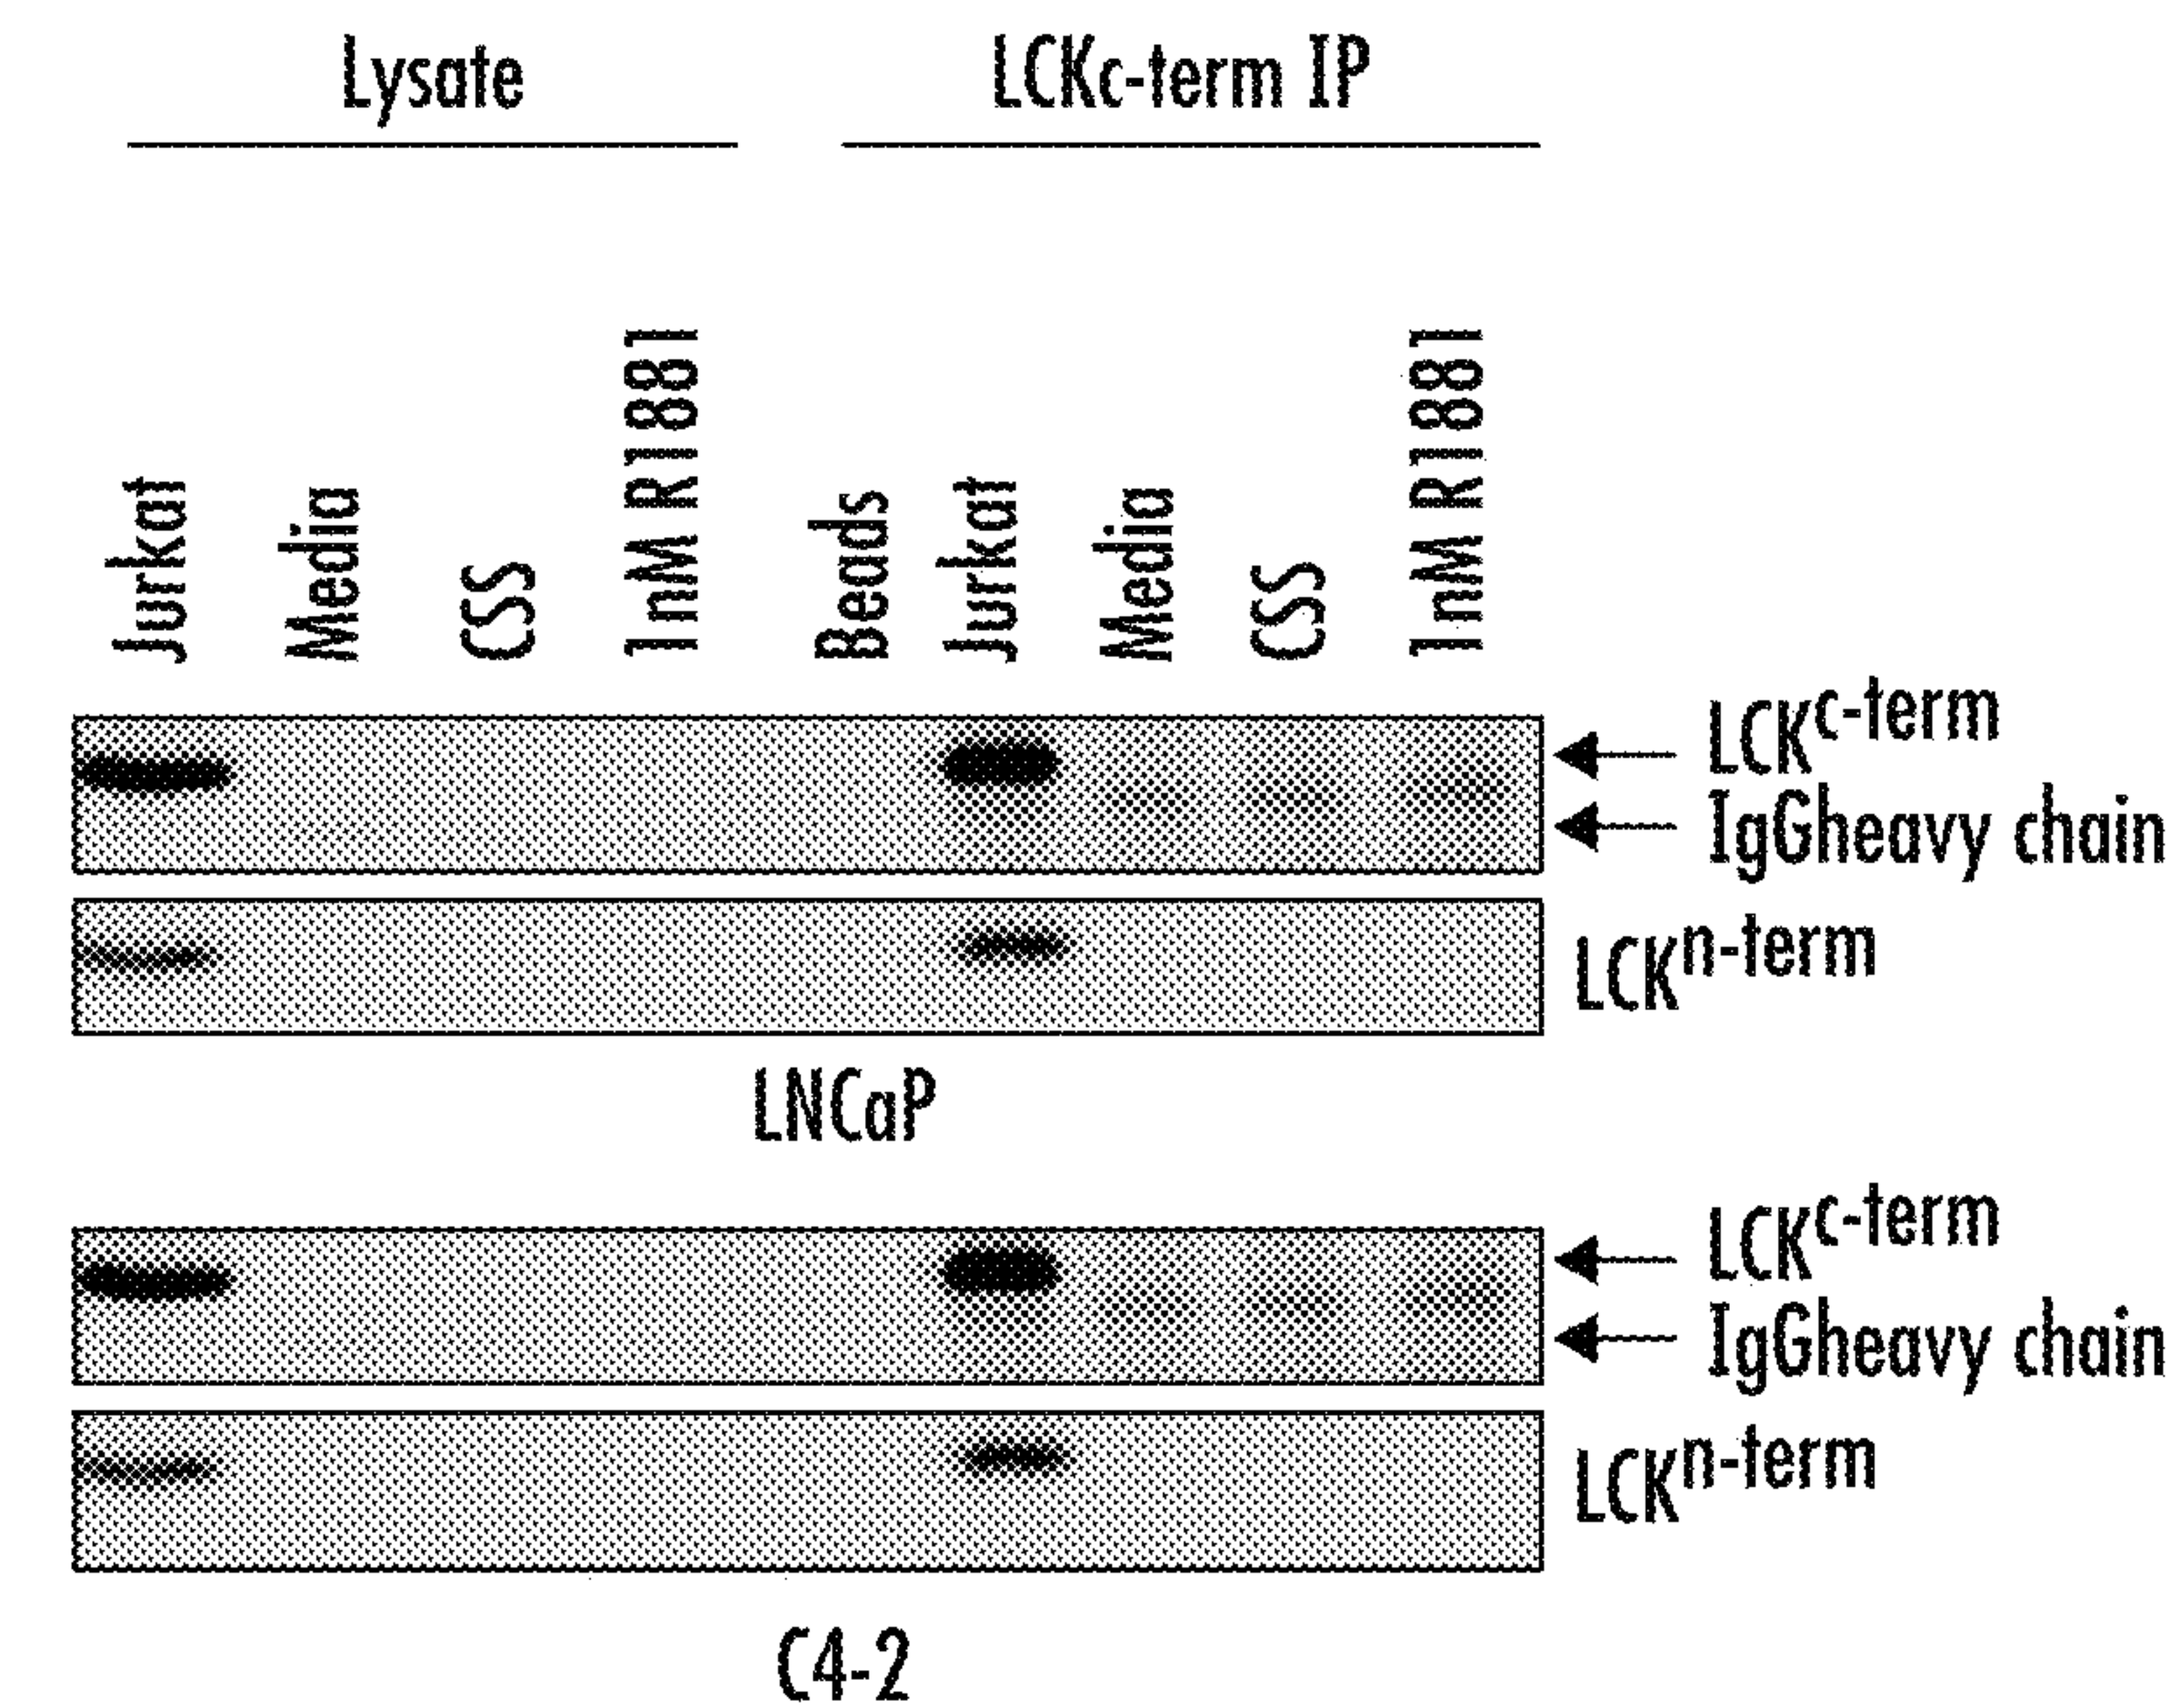 Lysate LCKc-term IP
Jurkat Media CSS 1nM R1881 Beads Jurkat Media CSS 1nM R1881
LCKc-term
IgGheavy chain
LCKn-term
LNCaP
LCKc-term
IgGheavy chain
LCKn-term
C4-2